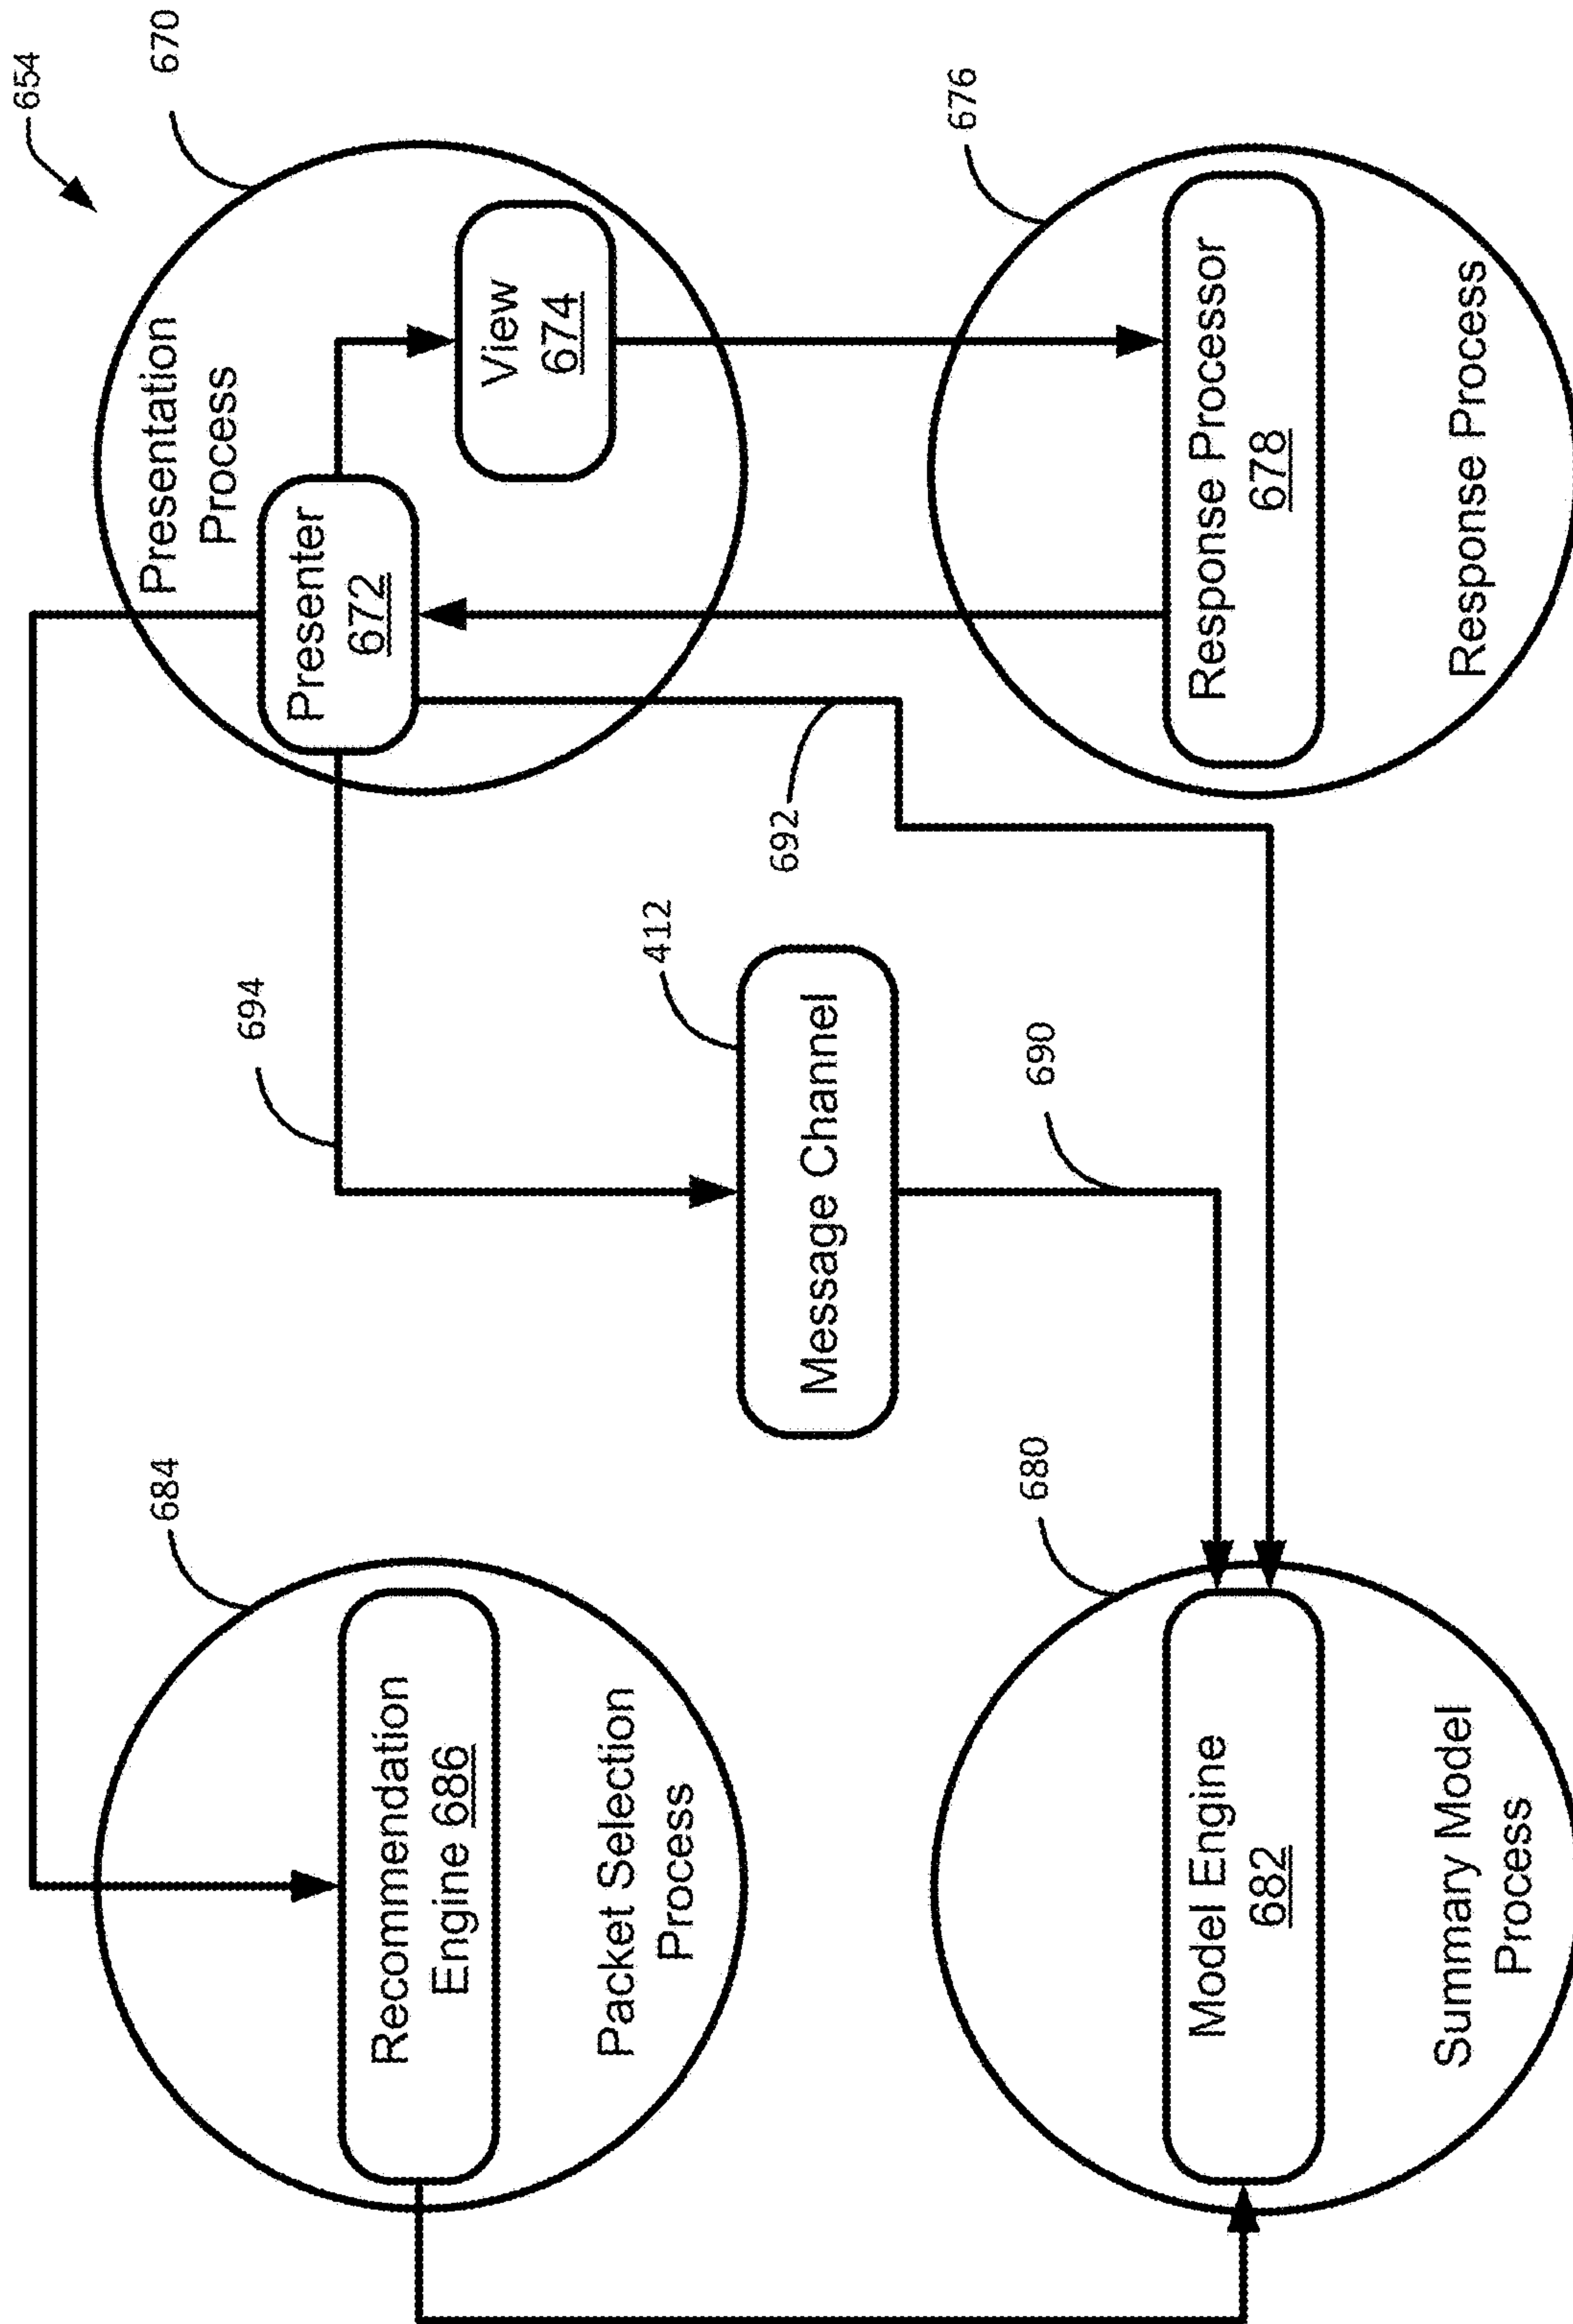 654
684
Recommendation
Engine 686
Packet Selection
Process
694
670
Presentation
Process
Presenter
672
View
674
412
Message Channel
692
690
680
Model Engine
682
Summary Model
Process
676
Response Processor
678
Response Process